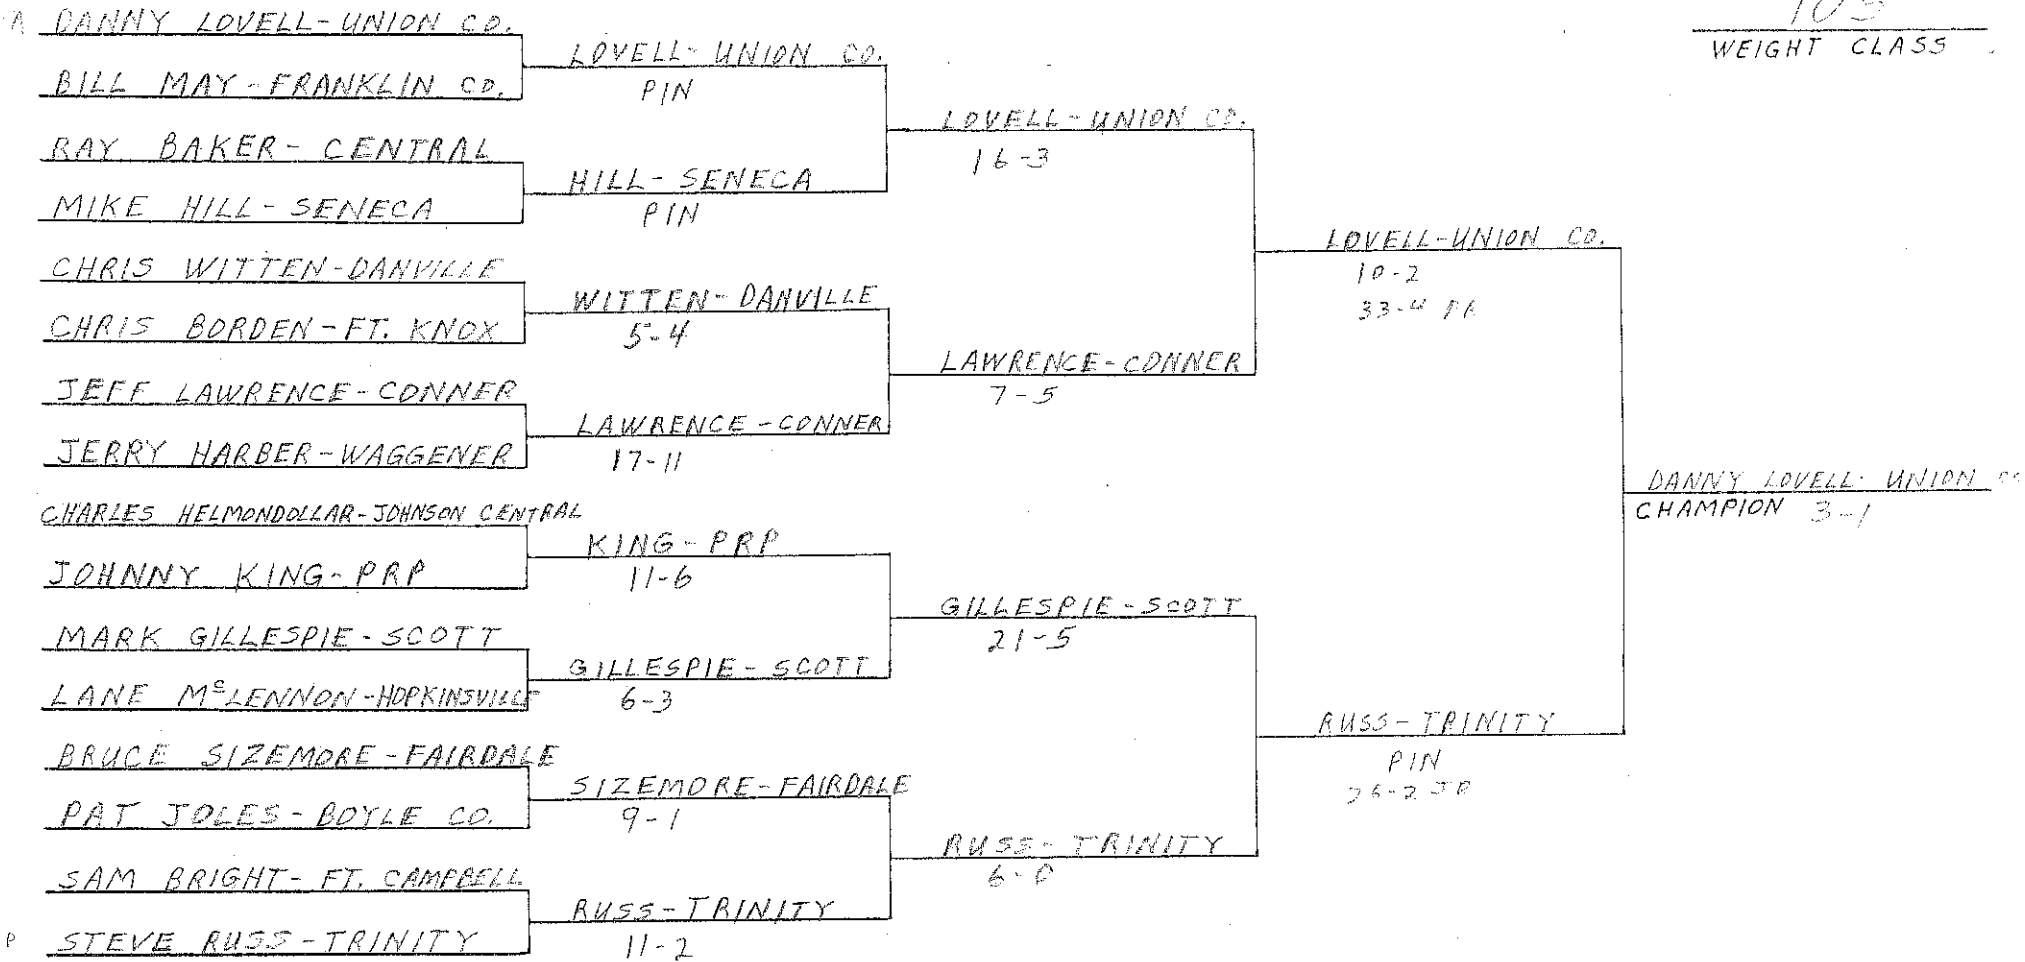 105
WEIGHT CLASS
DANNY LOVELL-UNION CO.
BILL MAY-FRANKLIN CO.
RAY BAKER-CENTRAL
MIKE HILL-SENECA
CHRIS WITTEN-DANVILLE
CHRIS BORDEN-FT. KNOX
JEFF LAWRENCE-CONNER
JERRY HARBER-WAGGENER
CHARLES HELMONDOLLAR-JOHNSON CENTRAL
JOHNNY KING-PRP
MARK GILLESPIE-SCOTT
LANE McLENNON-HOPKINSVILLE
BRUCE SIZEMORE-FAIRDALE
PAT JOLES-BOYLE CO.
SAM BRIGHT-FT. CAMPBELL
STEVE RUSS-TRINITY
LOVELL-UNION CO.
PIN
HILL-SENECA
PIN
WITTEN-DANVILLE
5-4
LAWRENCE-CONNER
17-11
KING-PRP
11-6
GILLESPIE-SCOTT
6-3
SIZEMORE-FAIRDALE
9-1
RUSS-TRINITY
11-2
LOVELL-UNION CO.
16-3
LAWRENCE-CONNER
7-5
GILLESPIE-SCOTT
21-5
RUSS-TRINITY
6-0
LOVELL-UNION CO.
10-2
RUSS-TRINITY
PIN
DANNY LOVELL-UNION CO
CHAMPION 3-1